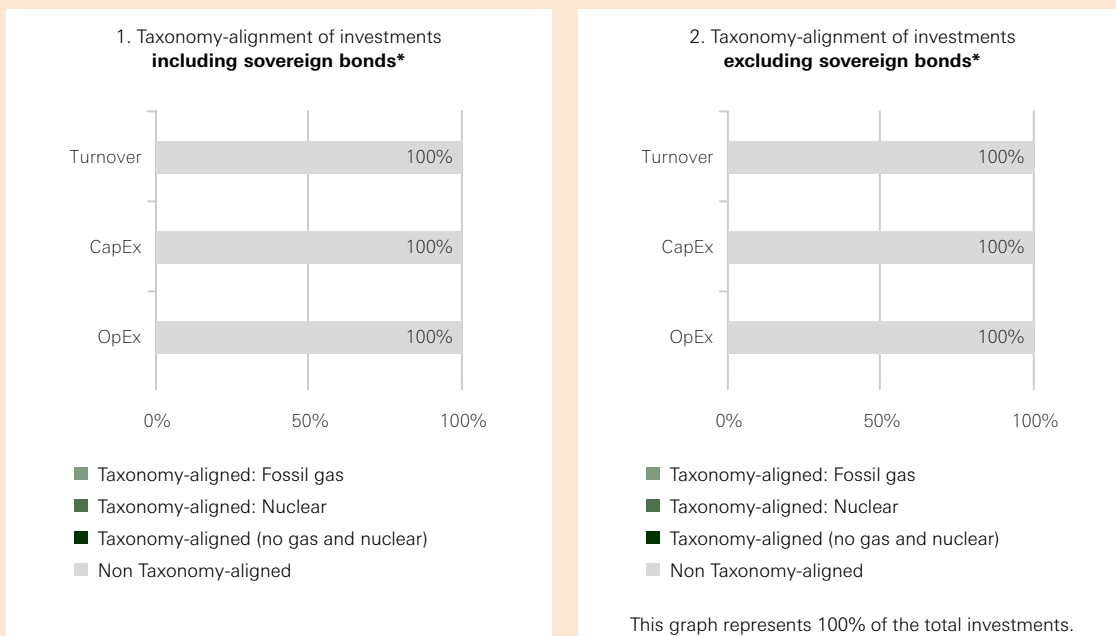 1. Taxonomy-alignment of investments
including sovereign bonds*
Turnover
100%
CapEx
100%
OpEx
100%
0%
50%
100%
Taxonomy-aligned: Fossil gas
Taxonomy-aligned: Nuclear
Taxonomy-aligned (no gas and nuclear)
Non Taxonomy-aligned
2. Taxonomy-alignment of investments
excluding sovereign bonds*
Turnover
100%
CapEx
100%
OpEx
100%
0%
50%
100%
Taxonomy-aligned: Fossil gas
Taxonomy-aligned: Nuclear
Taxonomy-aligned (no gas and nuclear)
Non Taxonomy-aligned
This graph represents 100% of the total investments.